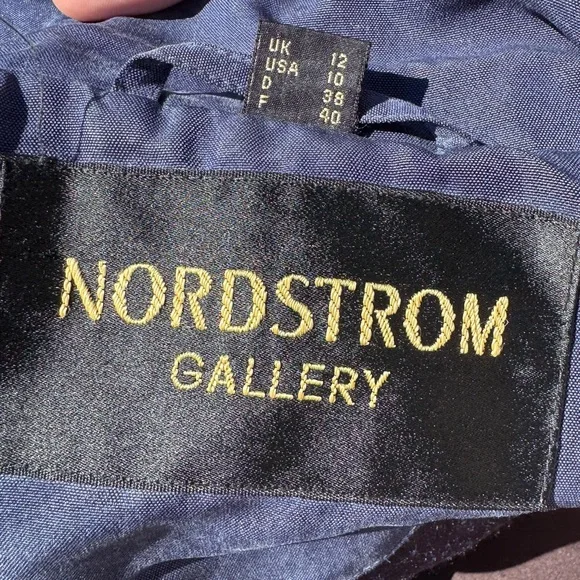 UK 12
USA 10
D 38
F 40
NORDSTROM
GALLERY